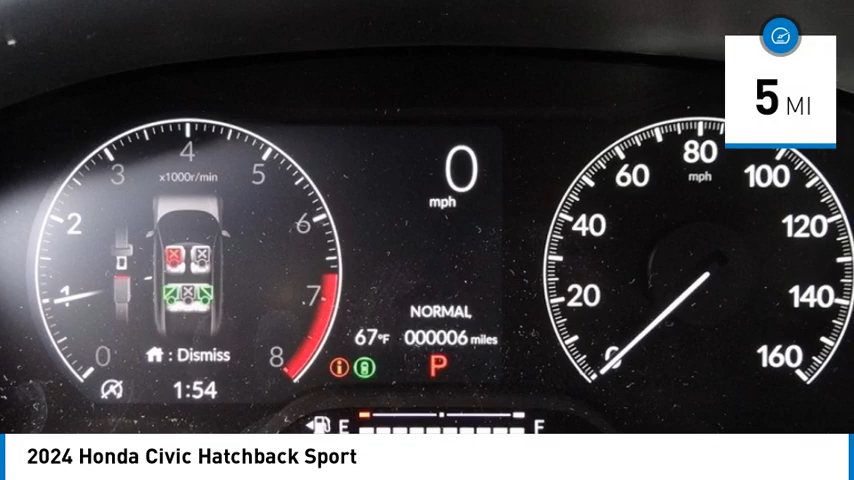 5 MI
4
3
5
x1000r/min
2
6
1
7
0
8
: Dismiss
1:54
0
mph
NORMAL
67°F 000006 miles
P
E F
80
60
mph
100
40
120
20
140
0
160
2024 Honda Civic Hatchback Sport